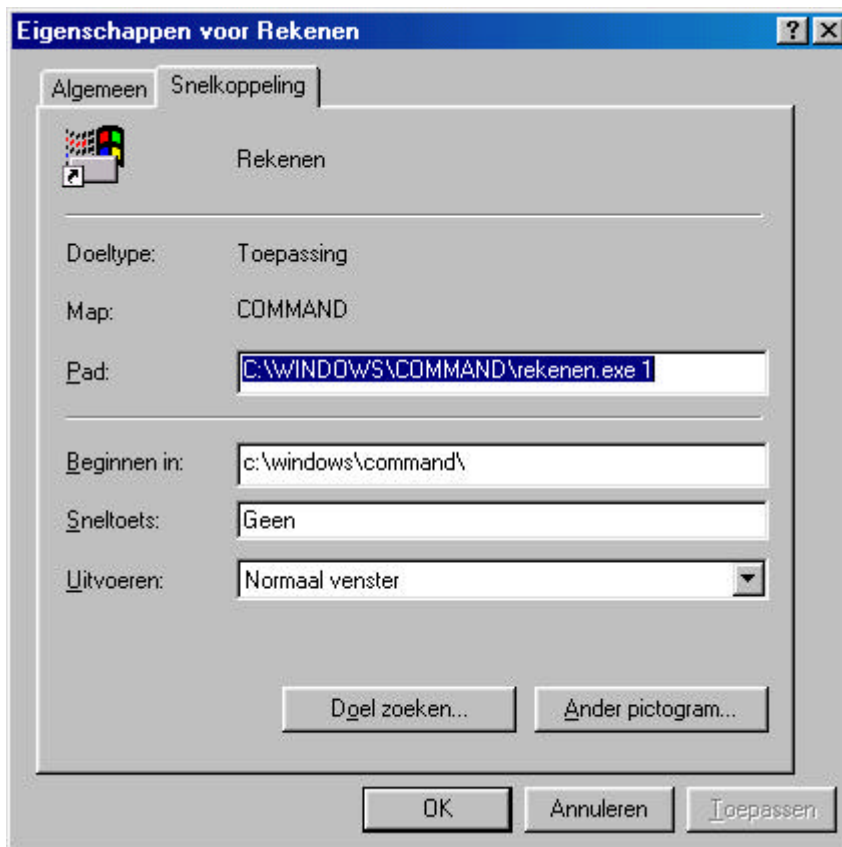 Eigenschappen voor Rekenen
Algemeen Snelkoppeling
Rekenen
Doeltype: Toepassing
Map: COMMAND
Pad: C:\WINDOWS\COMMAND\rekenen.exe 1
Beginnen in: c:\windows\command\
Sneltoets: Geen
Uitvoeren: Normaal venster
Doel zoeken... Ander pictogram...
OK Annuleren Toepassen